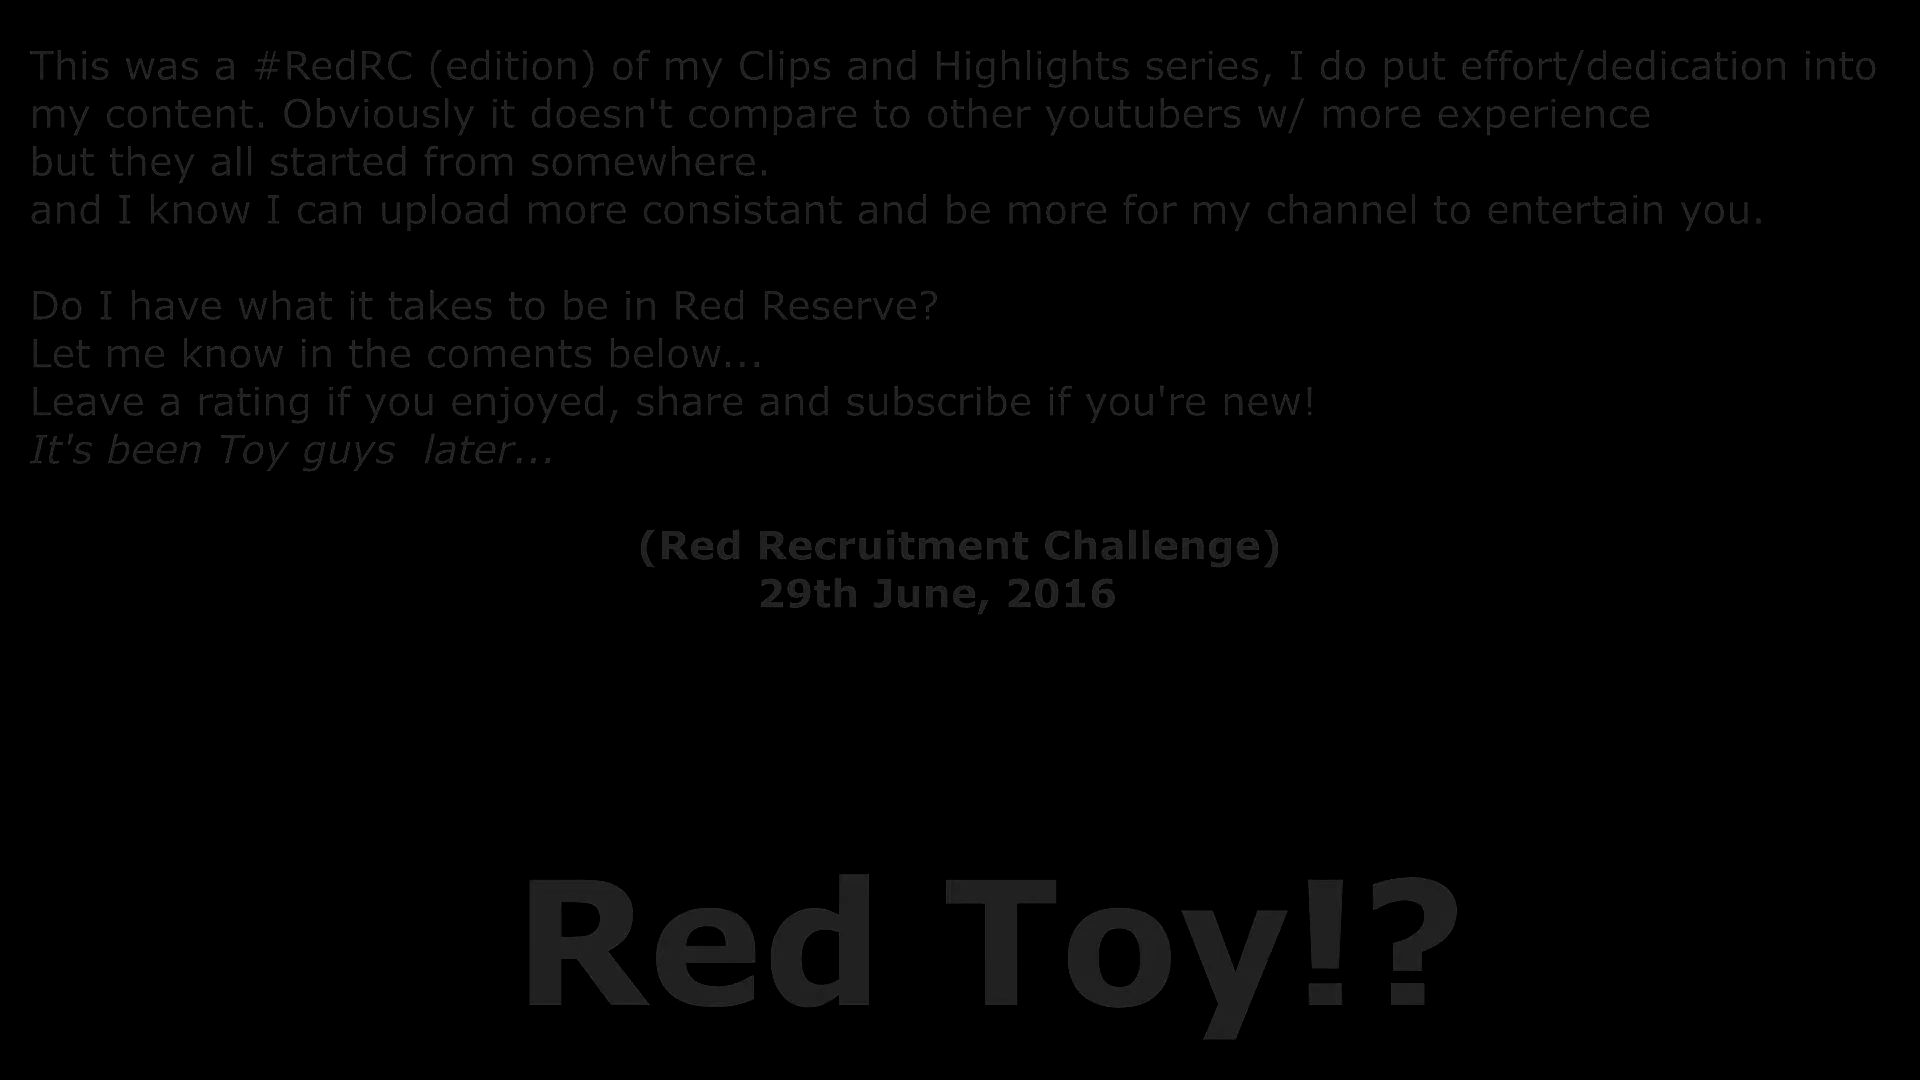 This was a #RedRC (edition) of my Clips and Highlights series, I do put effort/dedication into
my content. Obviously it doesn't compare to other youtubers w/ more experience
but they all started from somewhere.
and I know I can upload more consistant and be more for my channel to entertain you.
Do I have what it takes to be in Red Reserve?
Let me know in the coments below...
Leave a rating if you enjoyed, share and subscribe if you're new!
It's been Toy guys  later...
(Red Recruitment Challenge)
29th June, 2016
Red Toy!?